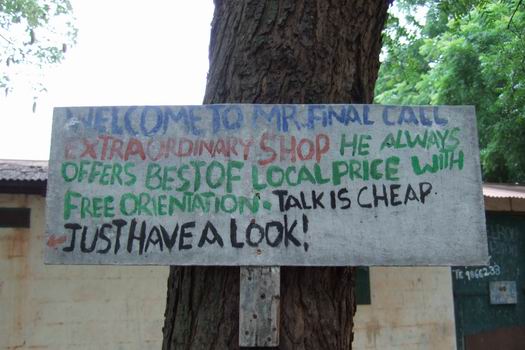 WELCOME TO MR. FINAL CALL
EXTRAORDINARY SHOP HE ALWAYS
OFFERS BEST OF LOCAL PRICE WITH
FREE ORIENTATION. TALK IS CHEAP.
JUST HAVE A LOOK!